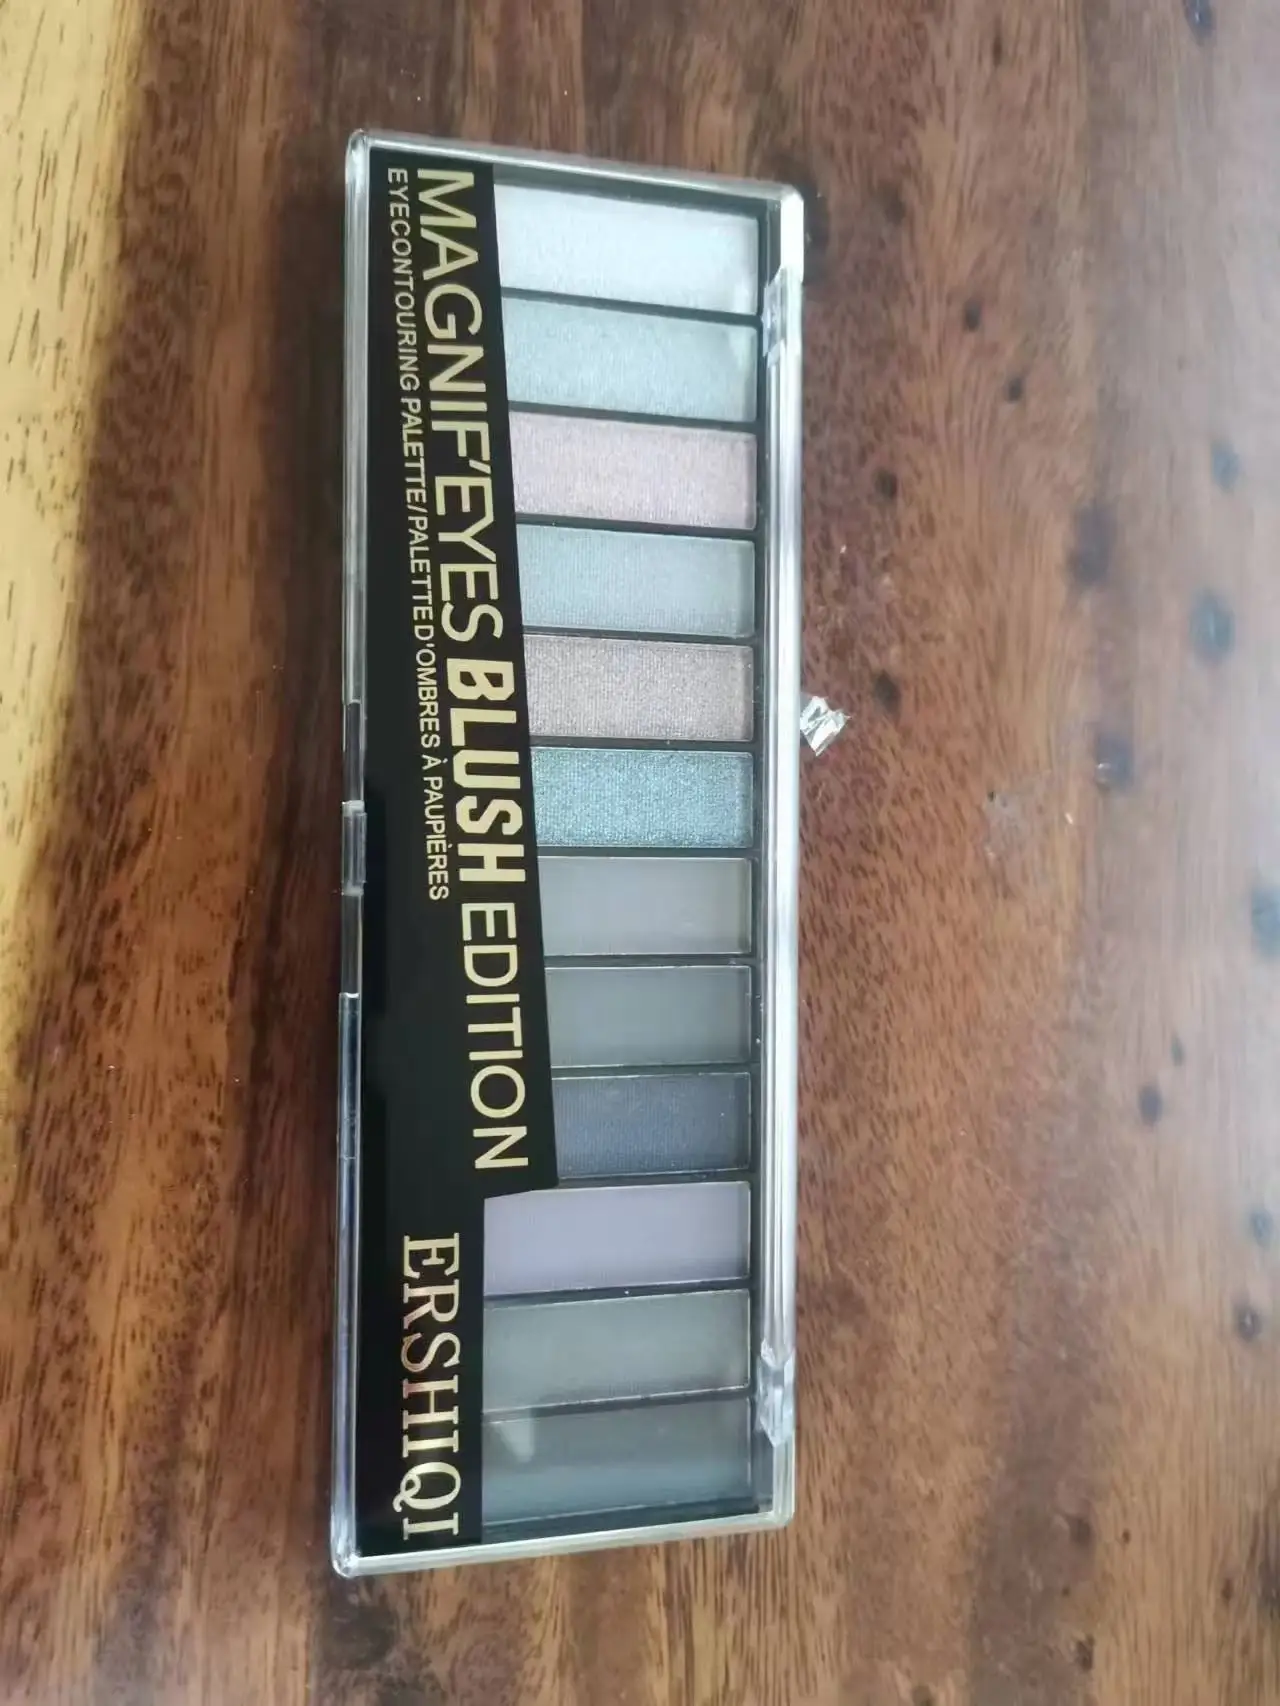 MAGNIF'EYES BLUSH EDITION
EYECONTOURING PALETTE/PALETTE D'OMBRES À PAUPIÈRES
ERSHIQI